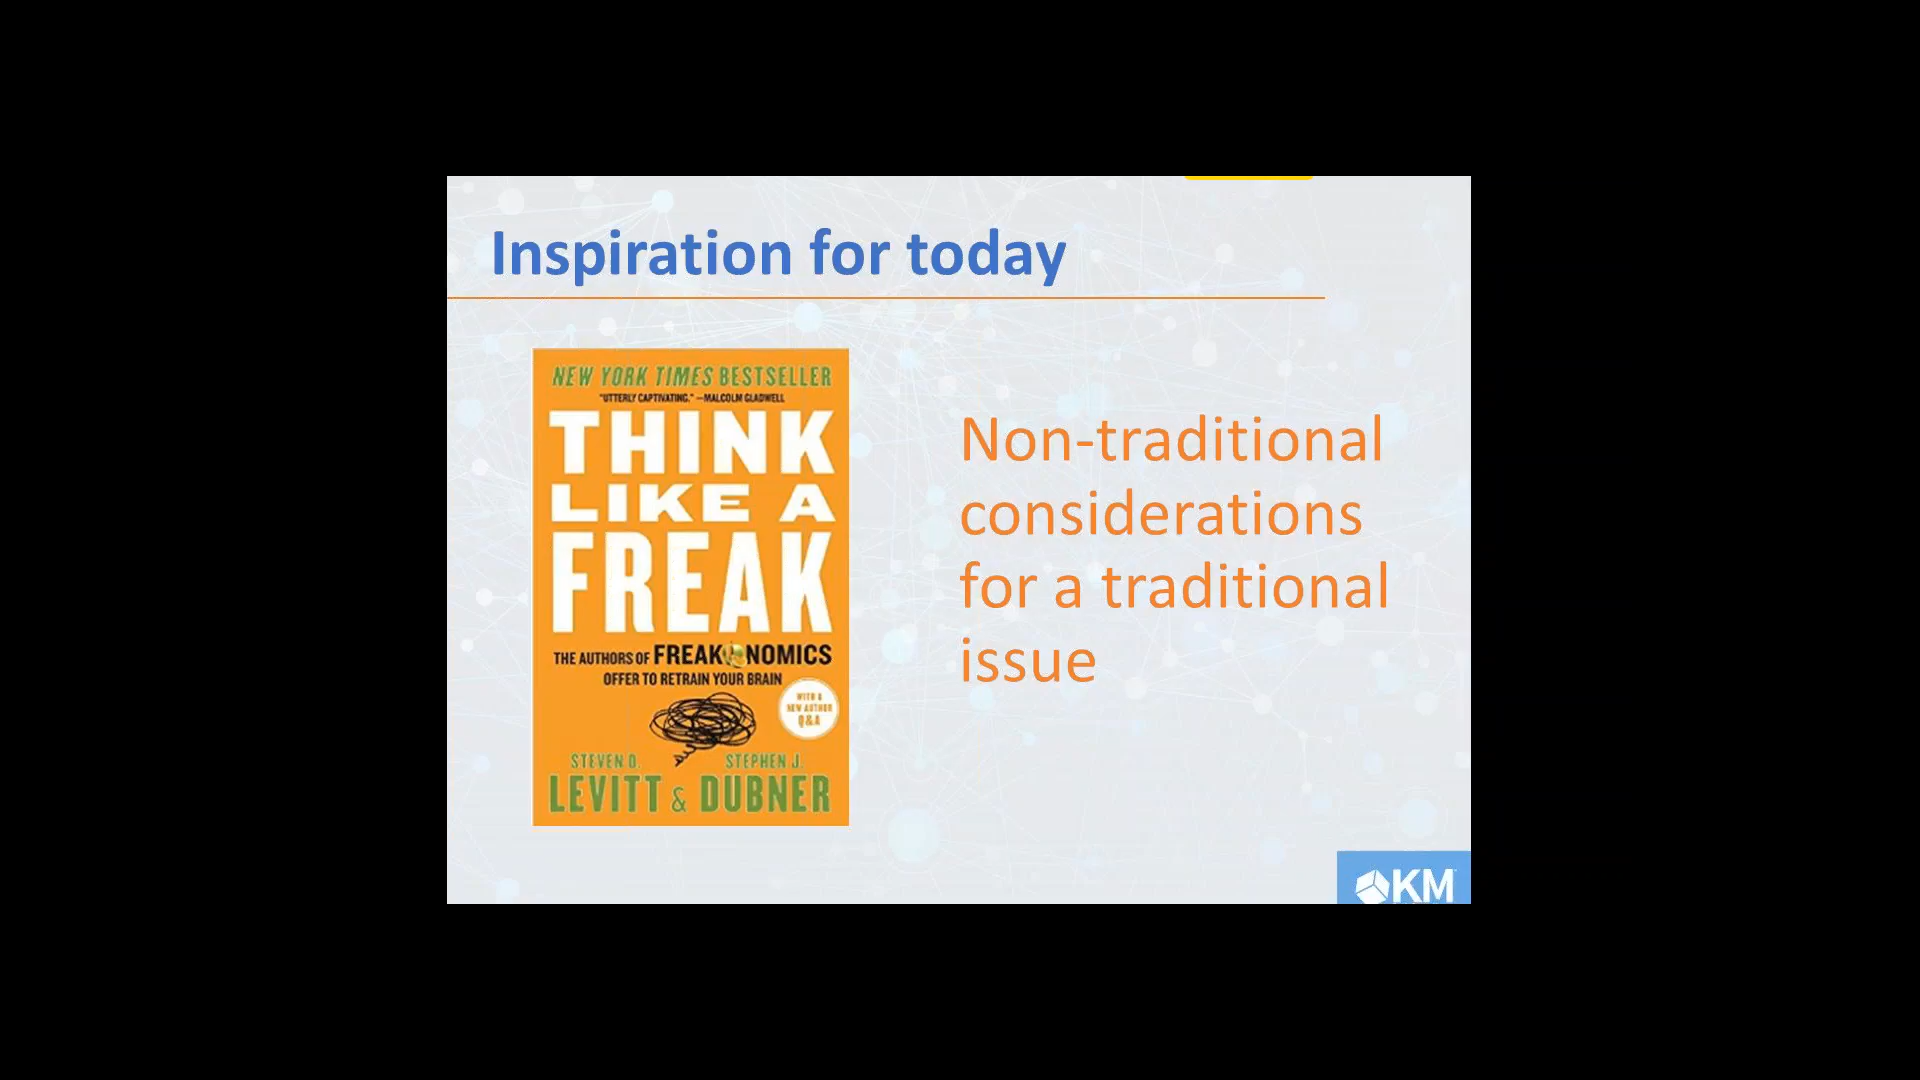 Inspiration for today
NEW YORK TIMES BESTSELLER
"UTTERLY CAPTIVATING." —MALCOLM GLADWELL
THINK
LIKE A
FREAK
THE AUTHORS OF FREAKONOMICS
OFFER TO RETRAIN YOUR BRAIN
WITH A
NEW AUTHOR
Q&A
STEVEN D. STEPHEN J.
LEVITT & DUBNER
Non-traditional
considerations
for a traditional
issue
KM